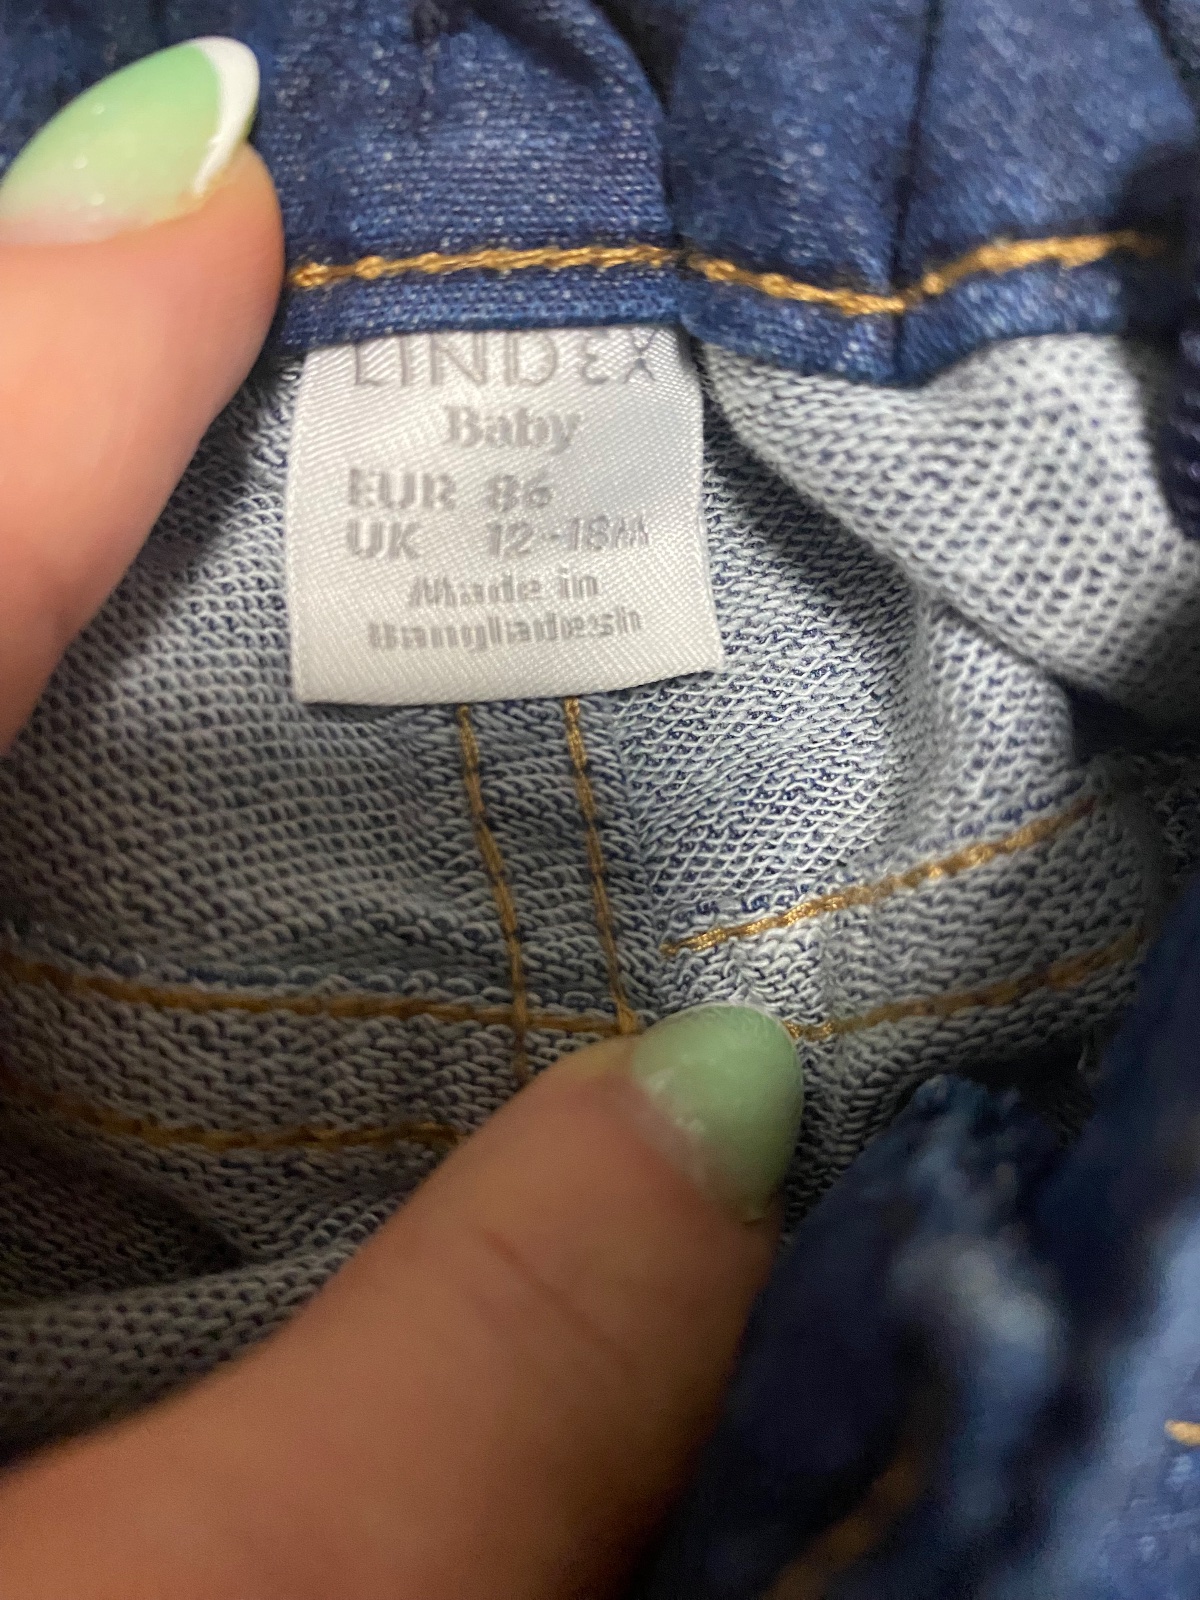 LINDEX
Baby
EUR 86
UK 12-18M
Made in
Bangladesh